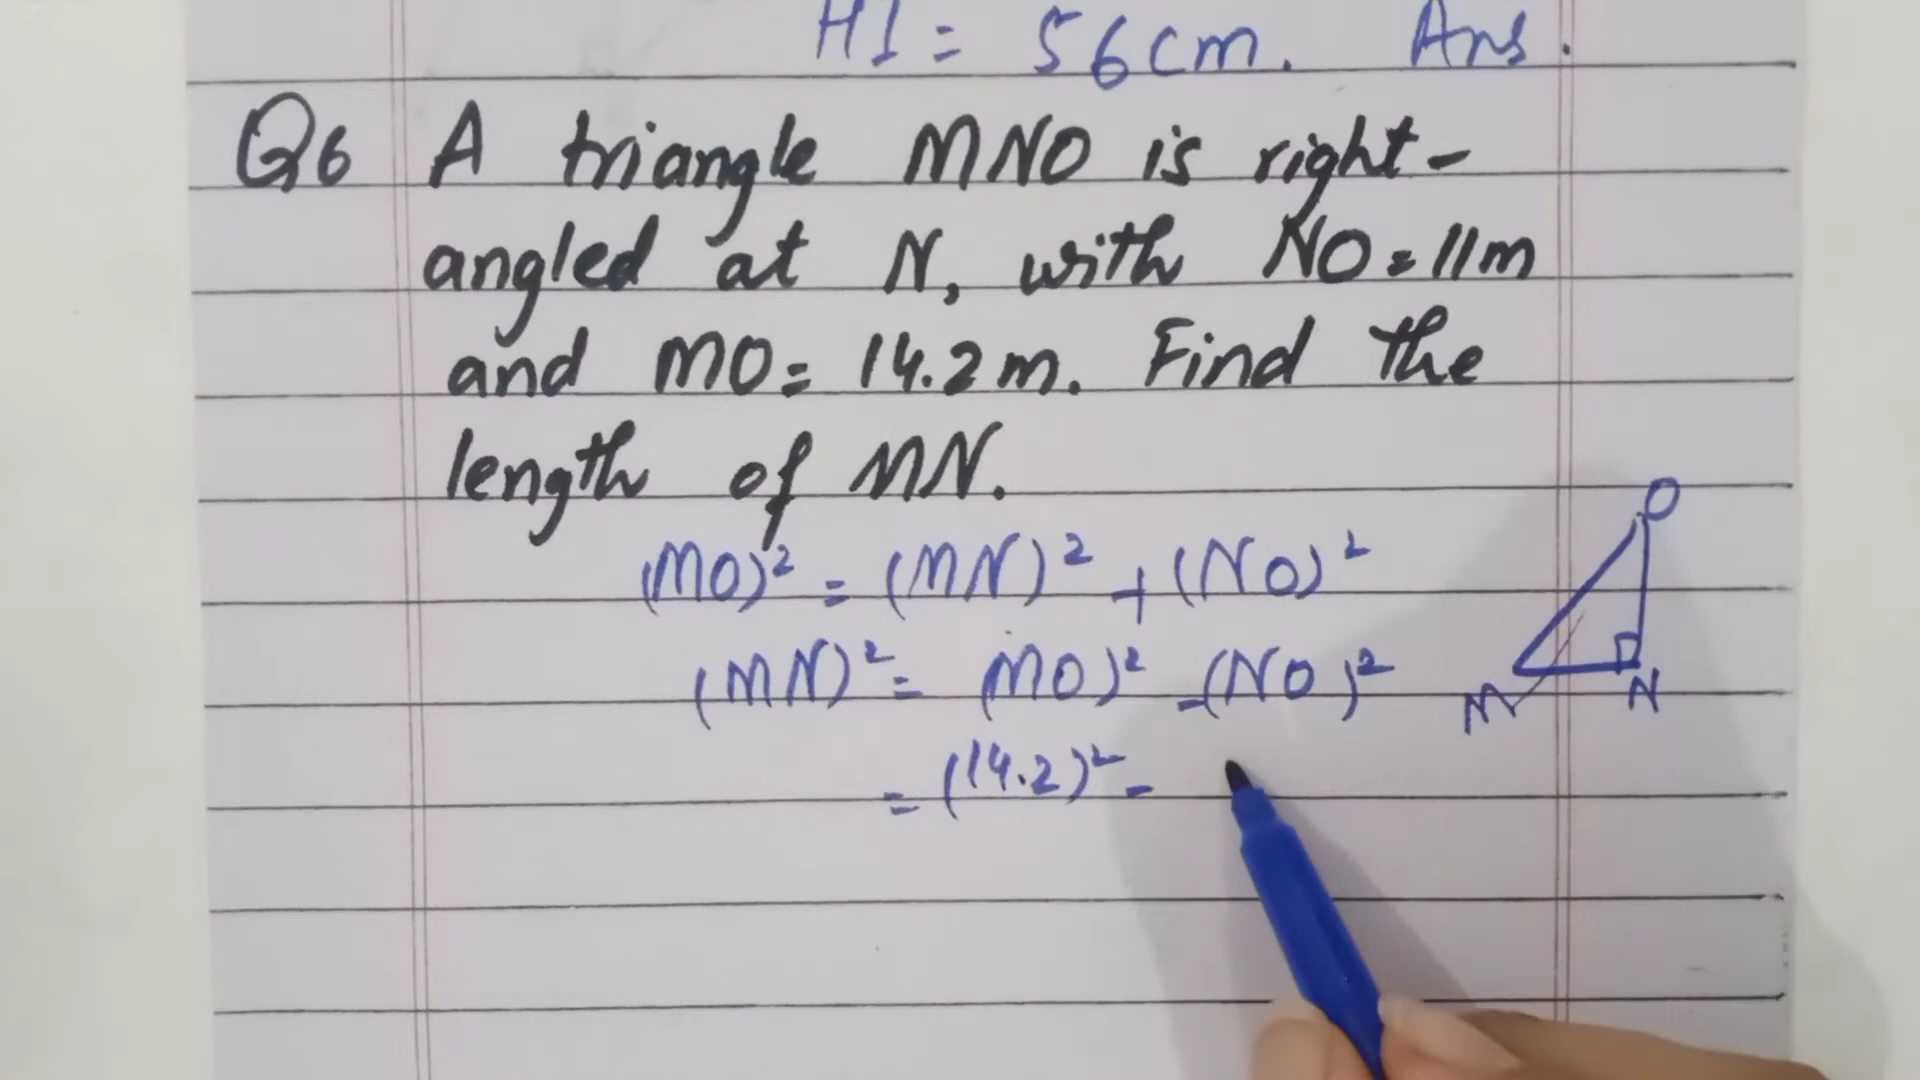 HI = 56cm. Ans.
Q6 A triangle MNO is right-
angled at N, with NO = 11m
and MO = 14.2m. Find the
length of MN.
O
(MO)² = (MN)² + (NO)²
(MN)² = (MO)² - (NO)²
M N
= (14.2)² -